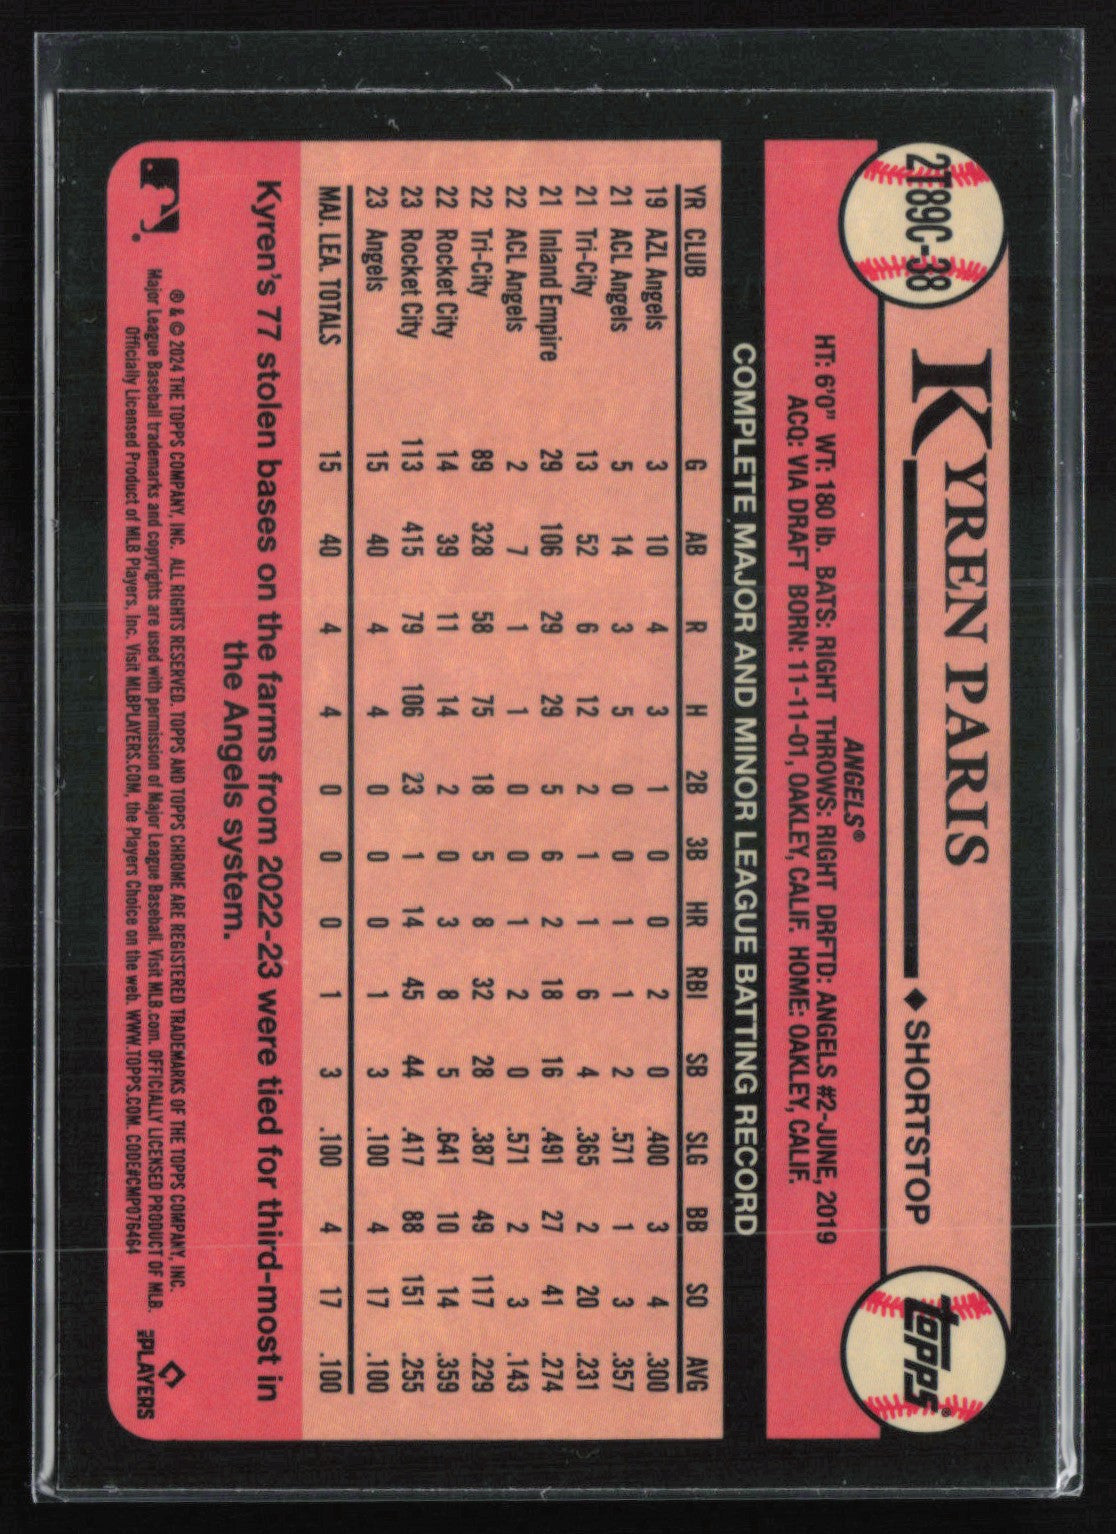 2T89C-38
KYREN PARIS
◆ SHORTSTOP
topps®
ANGELS®
HT: 6'0" WT: 180 lb. BATS: RIGHT THROWS: RIGHT DRFTD: ANGELS #2-JUNE, 2019
ACQ: VIA DRAFT BORN: 11-11-01, OAKLEY, CALIF. HOME: OAKLEY, CALIF.
COMPLETE MAJOR AND MINOR LEAGUE BATTING RECORD
YR CLUB G AB R H 2B 3B HR RBI SB SLG BB SO AVG
19 AZL Angels 3 10 4 3 1 0 0 2 0 .400 3 4 .300
21 ACL Angels 5 14 3 5 0 0 1 1 2 .571 1 3 .357
21 Tri-City 13 52 6 12 2 1 1 6 4 .365 2 20 .231
21 Inland Empire 29 106 29 29 5 6 2 18 16 .491 27 41 .274
22 ACL Angels 2 7 1 1 0 0 1 2 0 .571 2 3 .143
22 Tri-City 89 328 58 75 18 5 8 32 28 .387 49 117 .229
22 Rocket City 14 39 11 14 2 0 3 8 5 .641 10 14 .359
23 Rocket City 113 415 79 106 23 1 14 45 44 .417 88 151 .255
23 Angels 15 40 4 4 0 0 0 1 3 .100 4 17 .100
MAJ. LEA. TOTALS 15 40 4 4 0 0 0 1 3 .100 4 17 .100
Kyren's 77 stolen bases on the farms from 2022-23 were tied for third-most in
the Angels system.
® & © 2024 THE TOPPS COMPANY, INC. ALL RIGHTS RESERVED. TOPPS AND TOPPS CHROME ARE REGISTERED TRADEMARKS OF THE TOPPS COMPANY, INC.
Major League Baseball trademarks and copyrights are used with permission of Major League Baseball. Visit MLB.com. OFFICIALLY LICENSED PRODUCT OF MLB.
Officially Licensed Product of MLB Players, Inc. Visit MLBPLAYERS.COM, the Players Choice on the web. WWW.TOPPS.COM. CODE#CMP076464
MLB PLAYERS